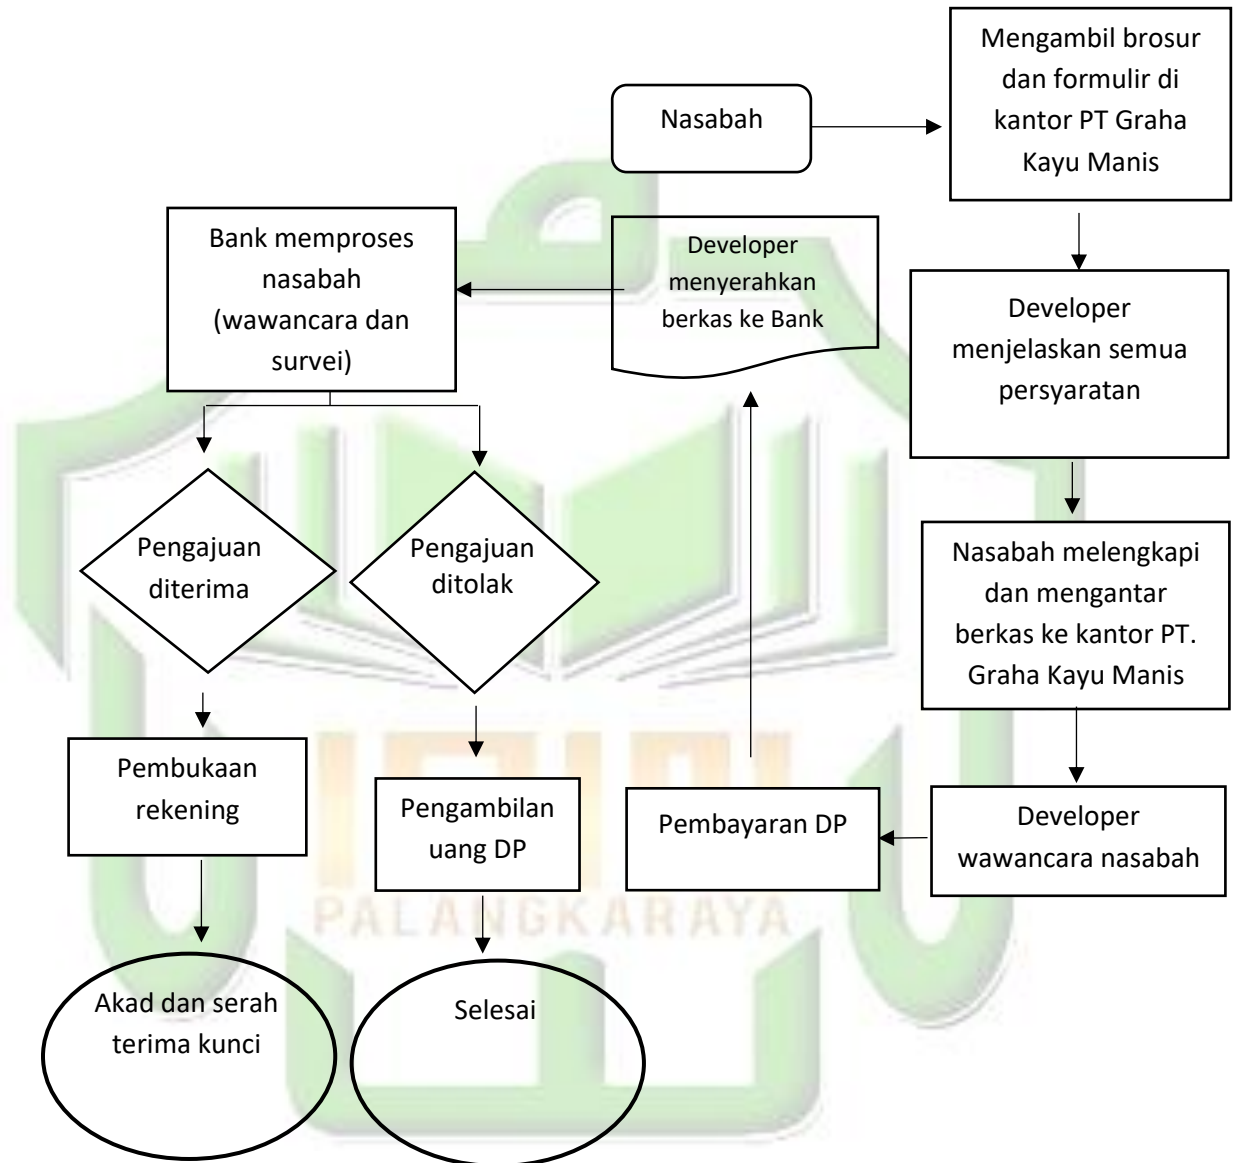 Nasabah
Mengambil brosur
dan formulir di
kantor PT Graha
Kayu Manis
Developer
menjelaskan semua
persyaratan
Nasabah melengkapi
dan mengantar
berkas ke kantor PT.
Graha Kayu Manis
Developer
wawancara nasabah
Pembayaran DP
Developer
menyerahkan
berkas ke Bank
Bank memproses
nasabah
(wawancara dan
survei)
Pengajuan
diterima
Pengajuan
ditolak
Pembukaan
rekening
Pengambilan
uang DP
Akad dan serah
terima kunci
Selesai
PALANGKARAYA